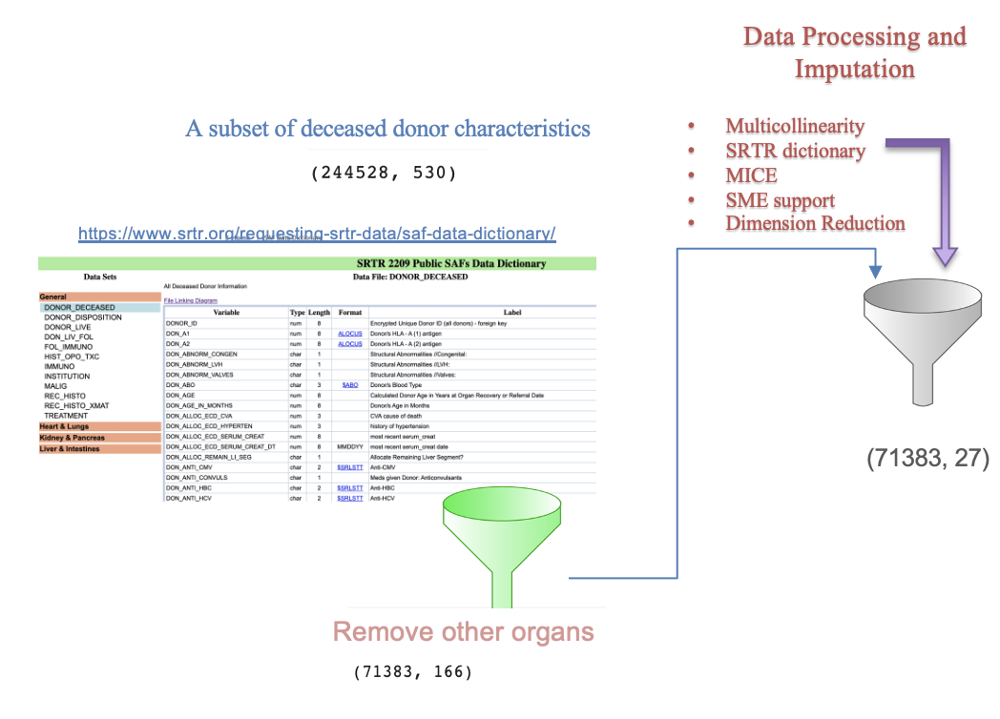 Data Processing and
Imputation
A subset of deceased donor characteristics
(244528, 530)
• Multicollinearity
• SRTR dictionary
• MICE
• SME support
• Dimension Reduction
https://www.srtr.org/requesting-srtr-data/saf-data-dictionary/
SRTR 2209 Public SAFs Data Dictionary
Data Sets
Data File: DONOR_DECEASED
General
DONOR_DECEASED
DONOR_DISPOSITION
DONOR_LIVE
DON_LIV_FOL
FOL_IMMUNO
HIST_OPO_TXC
IMMUNO
INSTITUTION
MALIG
REC_HISTO
REC_HISTO_XMAT
TREATMENT
Heart & Lungs
Kidney & Pancreas
Liver & Intestines
All Deceased Donor Information
File Linking Diagram
Variable Type Length Format Label
DONOR_ID num 8 Encrypted Unique Donor ID (all donors) - foreign key
DON_A1 num 8 ALOCUS Donor/s HLA - A (1) antigen
DON_A2 num 8 ALOCUS Donor/s HLA - A (2) antigen
DON_ABNORM_CONGEN char 1 Structural Abnormalities //Congenital:
DON_ABNORM_LVH char 1 Structural Abnormalities //LVH:
DON_ABNORM_VALVES char 1 Structural Abnormalities //Valves:
DON_ABO char 3 $ABO Donor/s Blood Type
DON_AGE num 8 Calculated Donor Age in Years at Organ Recovery or Referral Date
DON_AGE_IN_MONTHS num 8 Donor/s Age in Months
DON_ALLOC_ECD_CVA num 3 CVA cause of death
DON_ALLOC_ECD_HYPERTEN num 3 history of hypertension
DON_ALLOC_ECD_SERUM_CREAT num 8 most recent serum_creat
DON_ALLOC_ECD_SERUM_CREAT_DT num 8 MMDDYY most recent serum_creat date
DON_ALLOC_REMAIN_LI_SEG char 1 Allocate Remaining Liver Segment?
DON_ANTI_CMV char 2 $SRLSTT Anti-CMV
DON_ANTI_CONVULS char 1 Meds given Donor: Anticonvulsants
DON_ANTI_HBC char 2 $SRLSTT Anti-HBC
DON_ANTI_HCV char 2 $SRLSTT Anti-HCV
(71383, 27)
Remove other organs
(71383, 166)